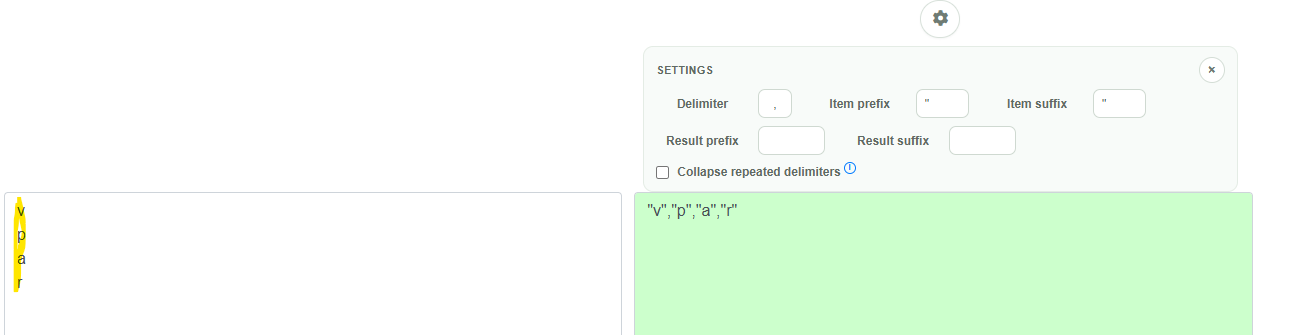 SETTINGS
×
Delimiter , Item prefix " Item suffix "
Result prefix Result suffix
Collapse repeated delimiters
v
p
a
r
"v","p","a","r"